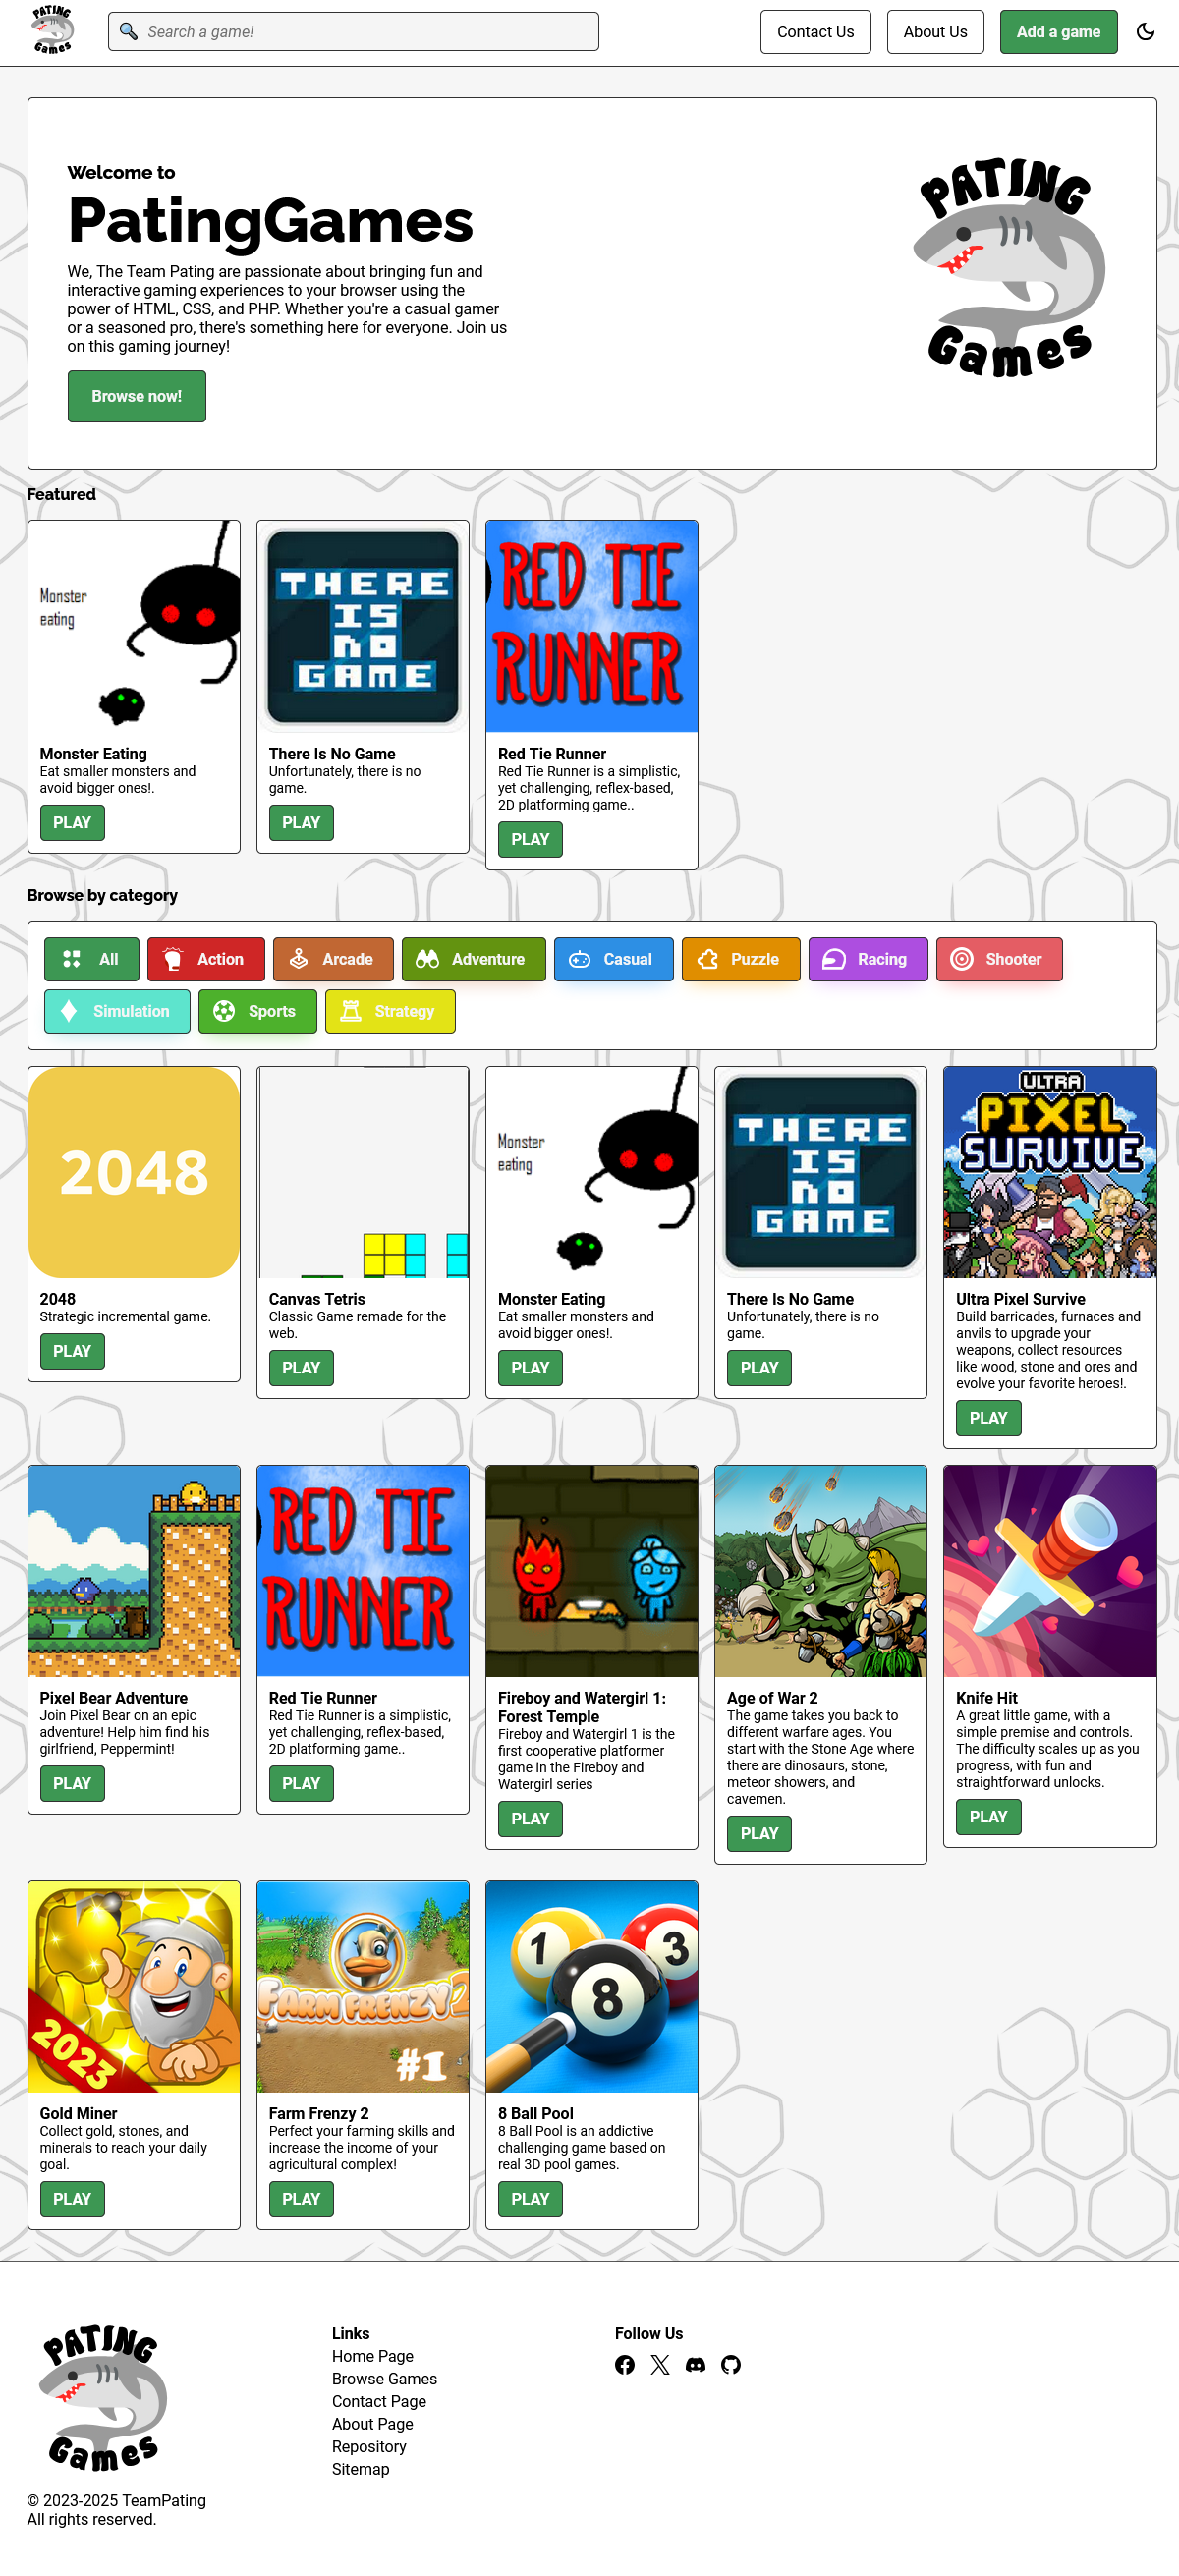 PATING
Games
Search a game!
Contact Us
About Us
Add a game
Welcome to
PatingGames
We, The Team Pating are passionate about bringing fun and
interactive gaming experiences to your browser using the
power of HTML, CSS, and PHP. Whether you're a casual gamer
or a seasoned pro, there's something here for everyone. Join us
on this gaming journey!
Browse now!
PATING
Games
Featured
Monster
eating
Monster Eating
Eat smaller monsters and
avoid bigger ones!.
PLAY
THERE
IS
NO
GAME
There Is No Game
Unfortunately, there is no
game.
PLAY
RED TIE
RUNNER
Red Tie Runner
Red Tie Runner is a simplistic,
yet challenging, reflex-based,
2D platforming game..
PLAY
Browse by category
All
Action
Arcade
Adventure
Casual
Puzzle
Racing
Shooter
Simulation
Sports
Strategy
2048
2048
Strategic incremental game.
PLAY
Canvas Tetris
Classic Game remade for the
web.
PLAY
Monster
eating
Monster Eating
Eat smaller monsters and
avoid bigger ones!.
PLAY
THERE
IS
NO
GAME
There Is No Game
Unfortunately, there is no
game.
PLAY
ULTRA
PIXEL
SURVIVE
Ultra Pixel Survive
Build barricades, furnaces and
anvils to upgrade your
weapons, collect resources
like wood, stone and ores and
evolve your favorite heroes!.
PLAY
Pixel Bear Adventure
Join Pixel Bear on an epic
adventure! Help him find his
girlfriend, Peppermint!
PLAY
RED TIE
RUNNER
Red Tie Runner
Red Tie Runner is a simplistic,
yet challenging, reflex-based,
2D platforming game..
PLAY
Fireboy and Watergirl 1:
Forest Temple
Fireboy and Watergirl 1 is the
first cooperative platformer
game in the Fireboy and
Watergirl series
PLAY
Age of War 2
The game takes you back to
different warfare ages. You
start with the Stone Age where
there are dinosaurs, stone,
meteor showers, and
cavemen.
PLAY
Knife Hit
A great little game, with a
simple premise and controls.
The difficulty scales up as you
progress, with fun and
straightforward unlocks.
PLAY
2023
Gold Miner
Collect gold, stones, and
minerals to reach your daily
goal.
PLAY
FARM FRENZY 2
#1
Farm Frenzy 2
Perfect your farming skills and
increase the income of your
agricultural complex!
PLAY
1
3
8
8 Ball Pool
8 Ball Pool is an addictive
challenging game based on
real 3D pool games.
PLAY
PATING
Games
© 2023-2025 TeamPating
All rights reserved.
Links
Home Page
Browse Games
Contact Page
About Page
Repository
Sitemap
Follow Us